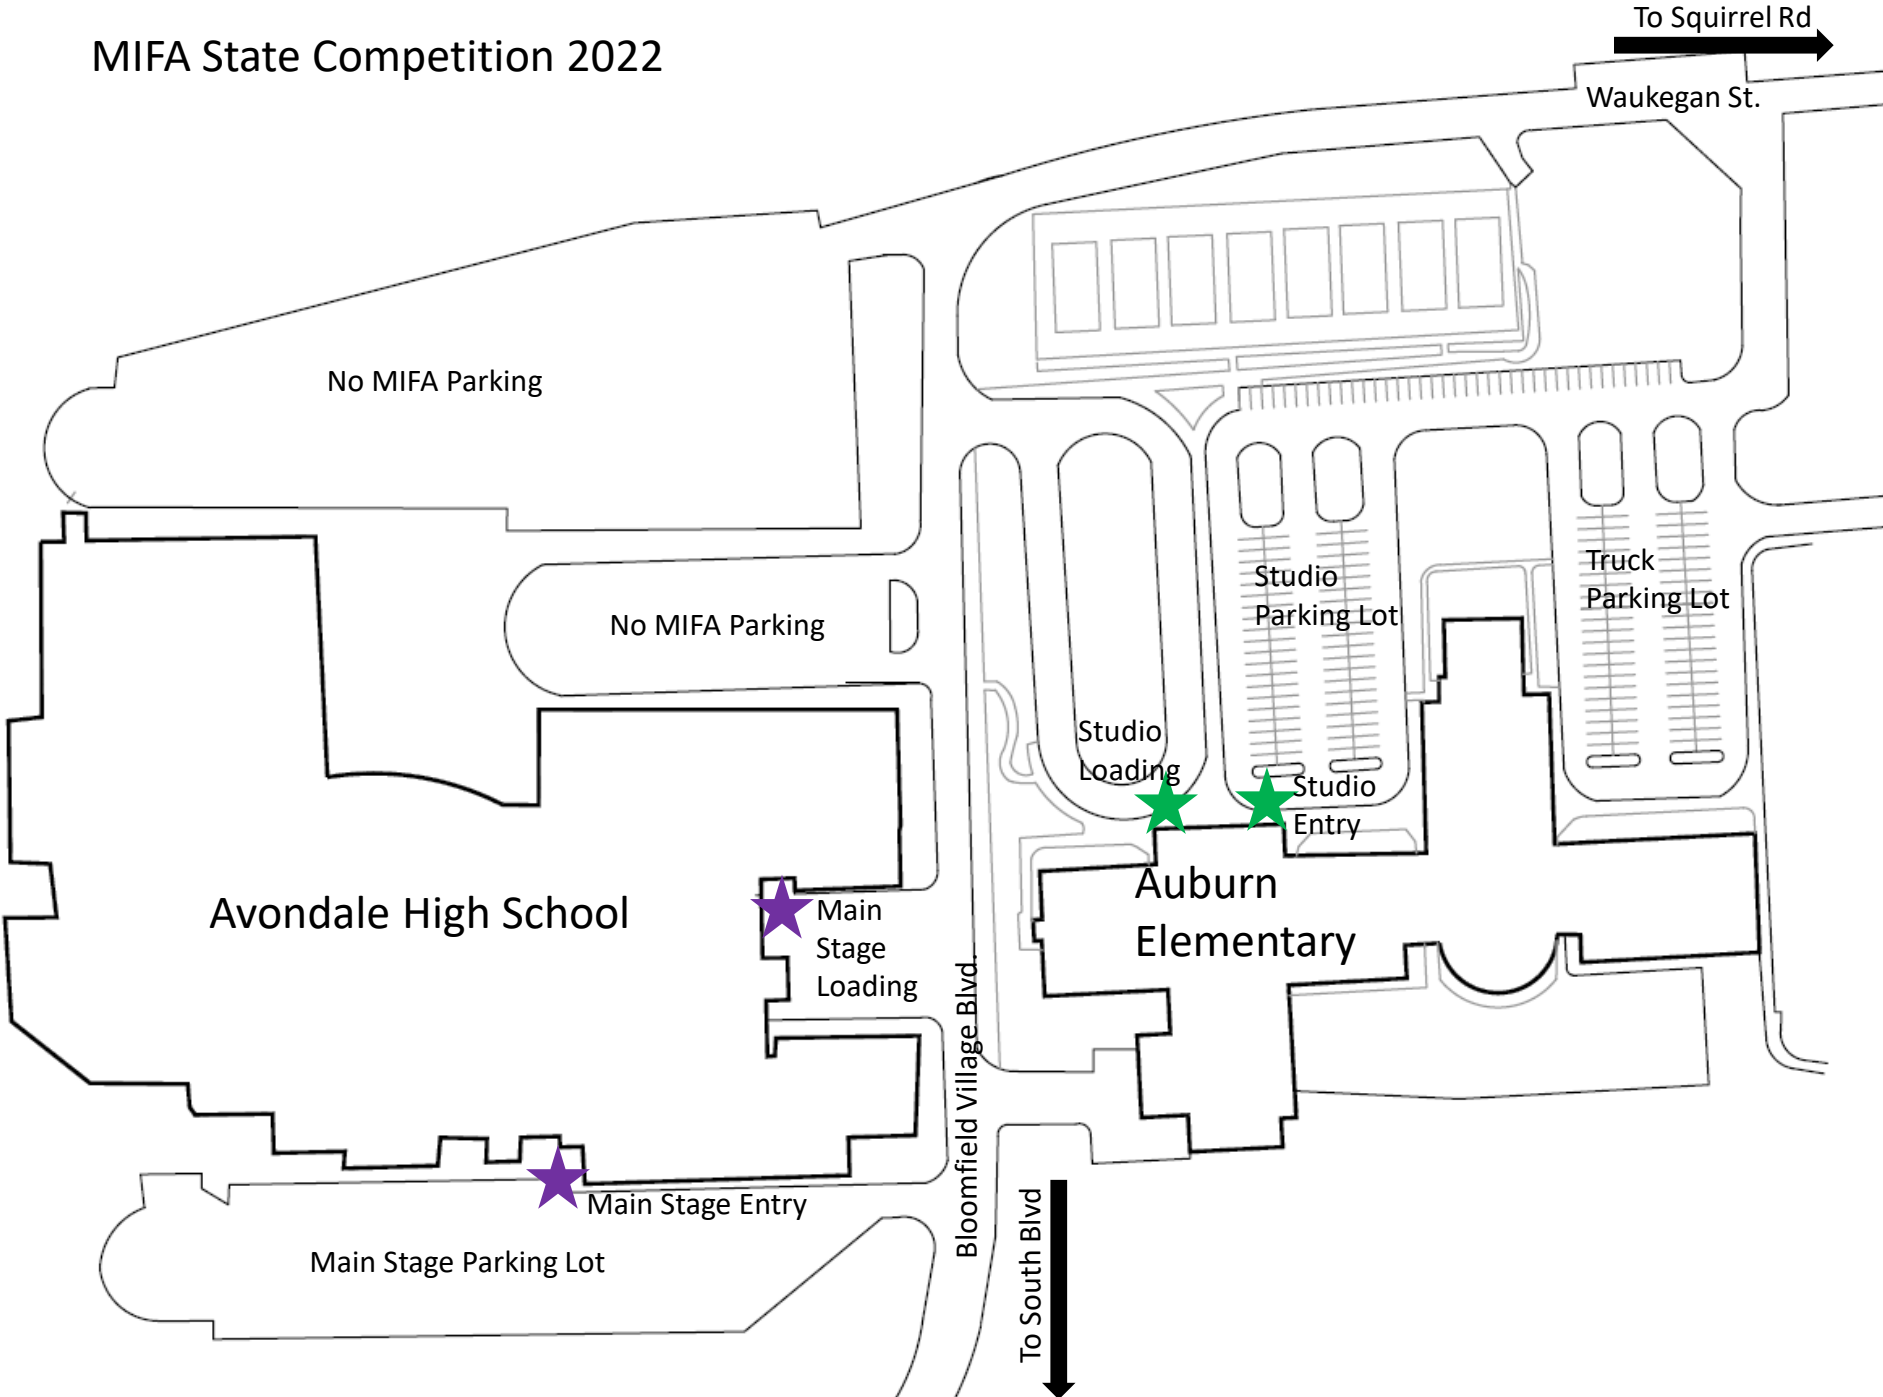 To Squirrel Rd
MIFA State Competition 2022
Waukegan St.
No MIFA Parking
No MIFA Parking
Studio
Parking Lot
Truck
Parking Lot
Studio
Loading
Studio
Entry
Avondale High School
Main
Stage
Loading
Auburn
Elementary
Bloomfield Village Blvd.
Main Stage Entry
Main Stage Parking Lot
To South Blvd